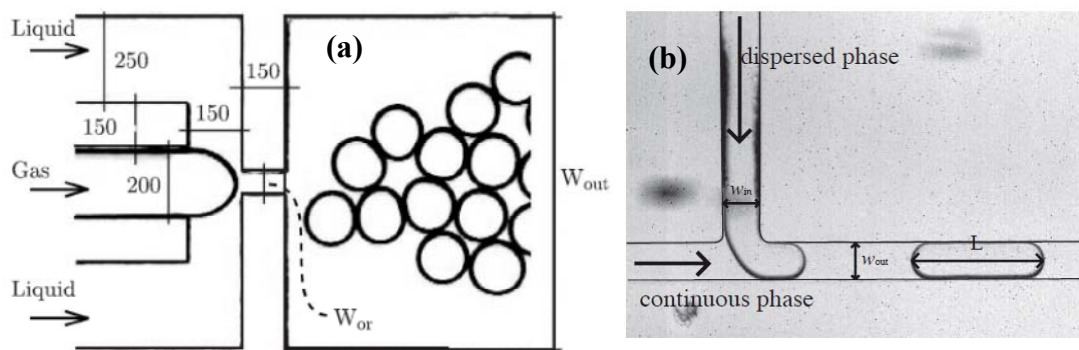 Liquid
(a)
250
150
150
150
Gas
200
W_out
Liquid
W_or
(b)
dispersed phase
w_in
w_out
L
continuous phase